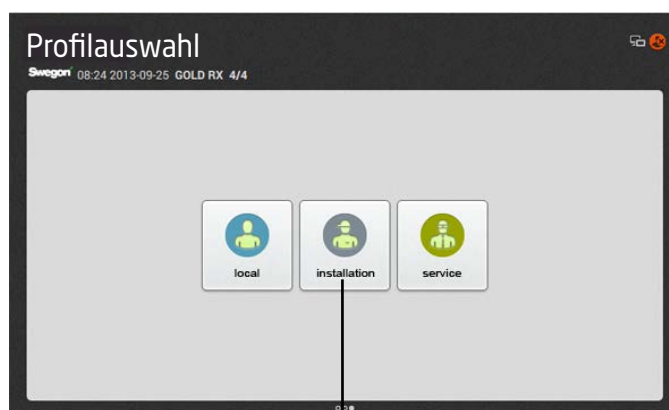 Profilauswahl
Swegon 08:24 2013-09-25 GOLD RX 4/4
local installation service